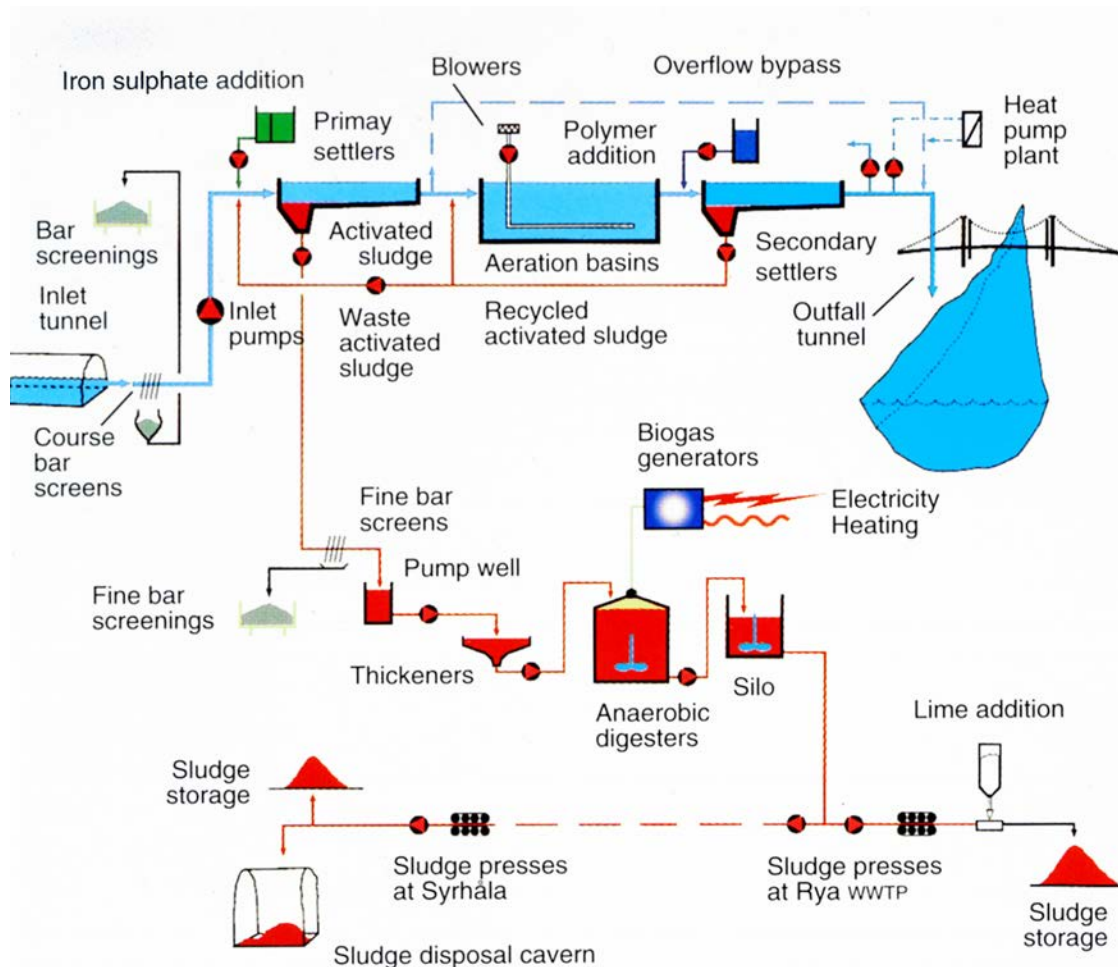 Iron sulphate addition
Blowers
Overflow bypass
Primay
settlers
Polymer
addition
Heat
pump
plant
Bar
screenings
Activated
sludge
Aeration basins
Secondary
settlers
Inlet
tunnel
Inlet
pumps
Waste
activated
sludge
Recycled
activated sludge
Outfall
tunnel
Course
bar
screens
Biogas
generators
Electricity
Heating
Fine bar
screens
Pump well
Fine bar
screenings
Thickeners
Anaerobic
digesters
Silo
Lime addition
Sludge
storage
Sludge presses
at Syrhåla
Sludge presses
at Rya WWTP
Sludge
storage
Sludge disposal cavern